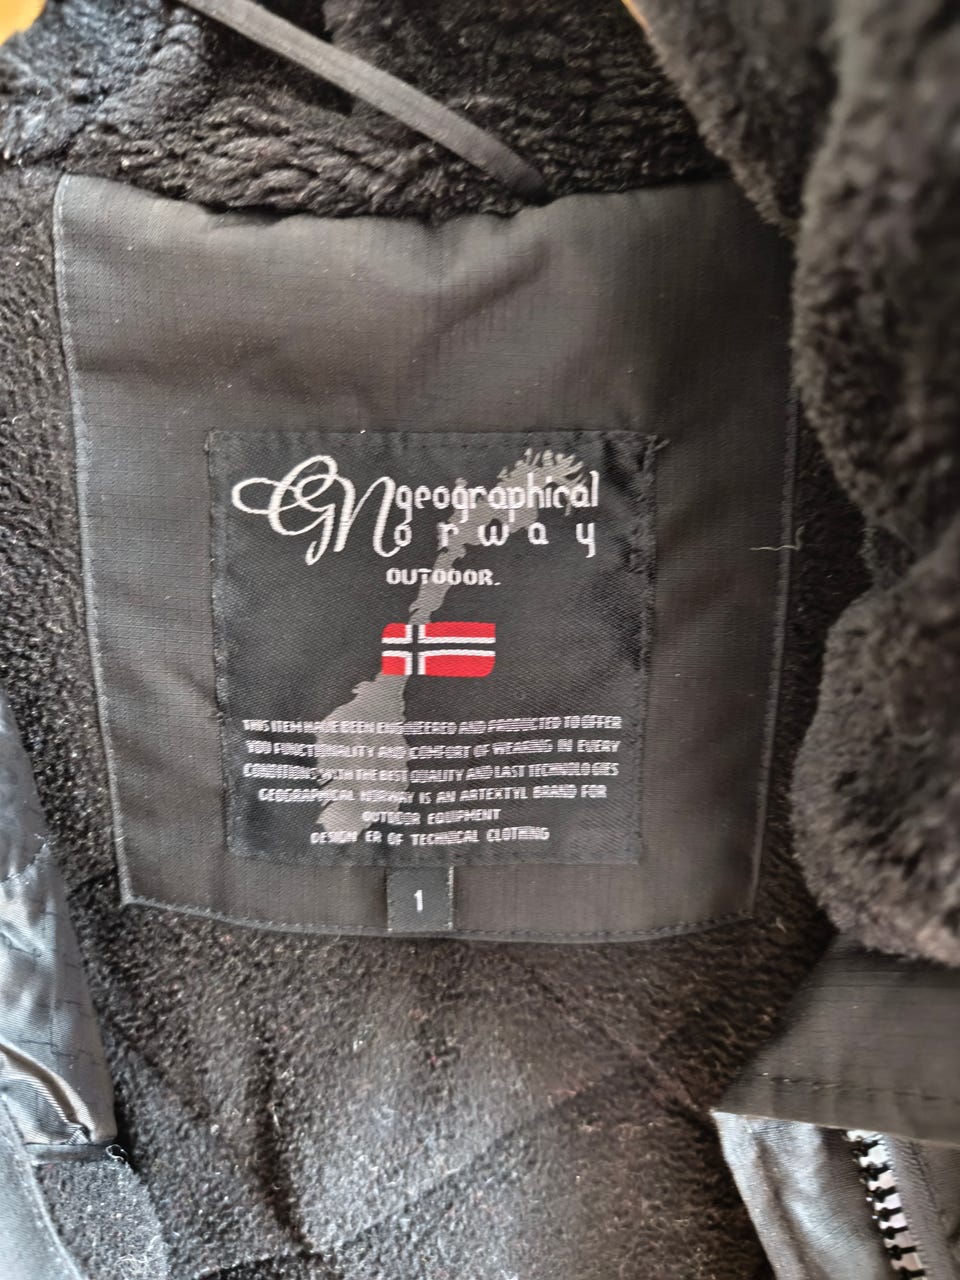 GN geographical
Norway
OUTDOOR.
THIS ITEM HAVE BEEN ENGINEERED AND PRODUCTED TO OFFER
YOU FUNCTIONALITY AND COMFORT OF WEARING IN EVERY
CONDITIONS WITH THE BEST QUALITY AND LAST TECHNOLOGIES
GEOGRAPHICAL NORWAY IS AN ARTEXTYL BRAND FOR
OUTDOOR EQUIPMENT
DESIGN ER OF TECHNICAL CLOTHING
1